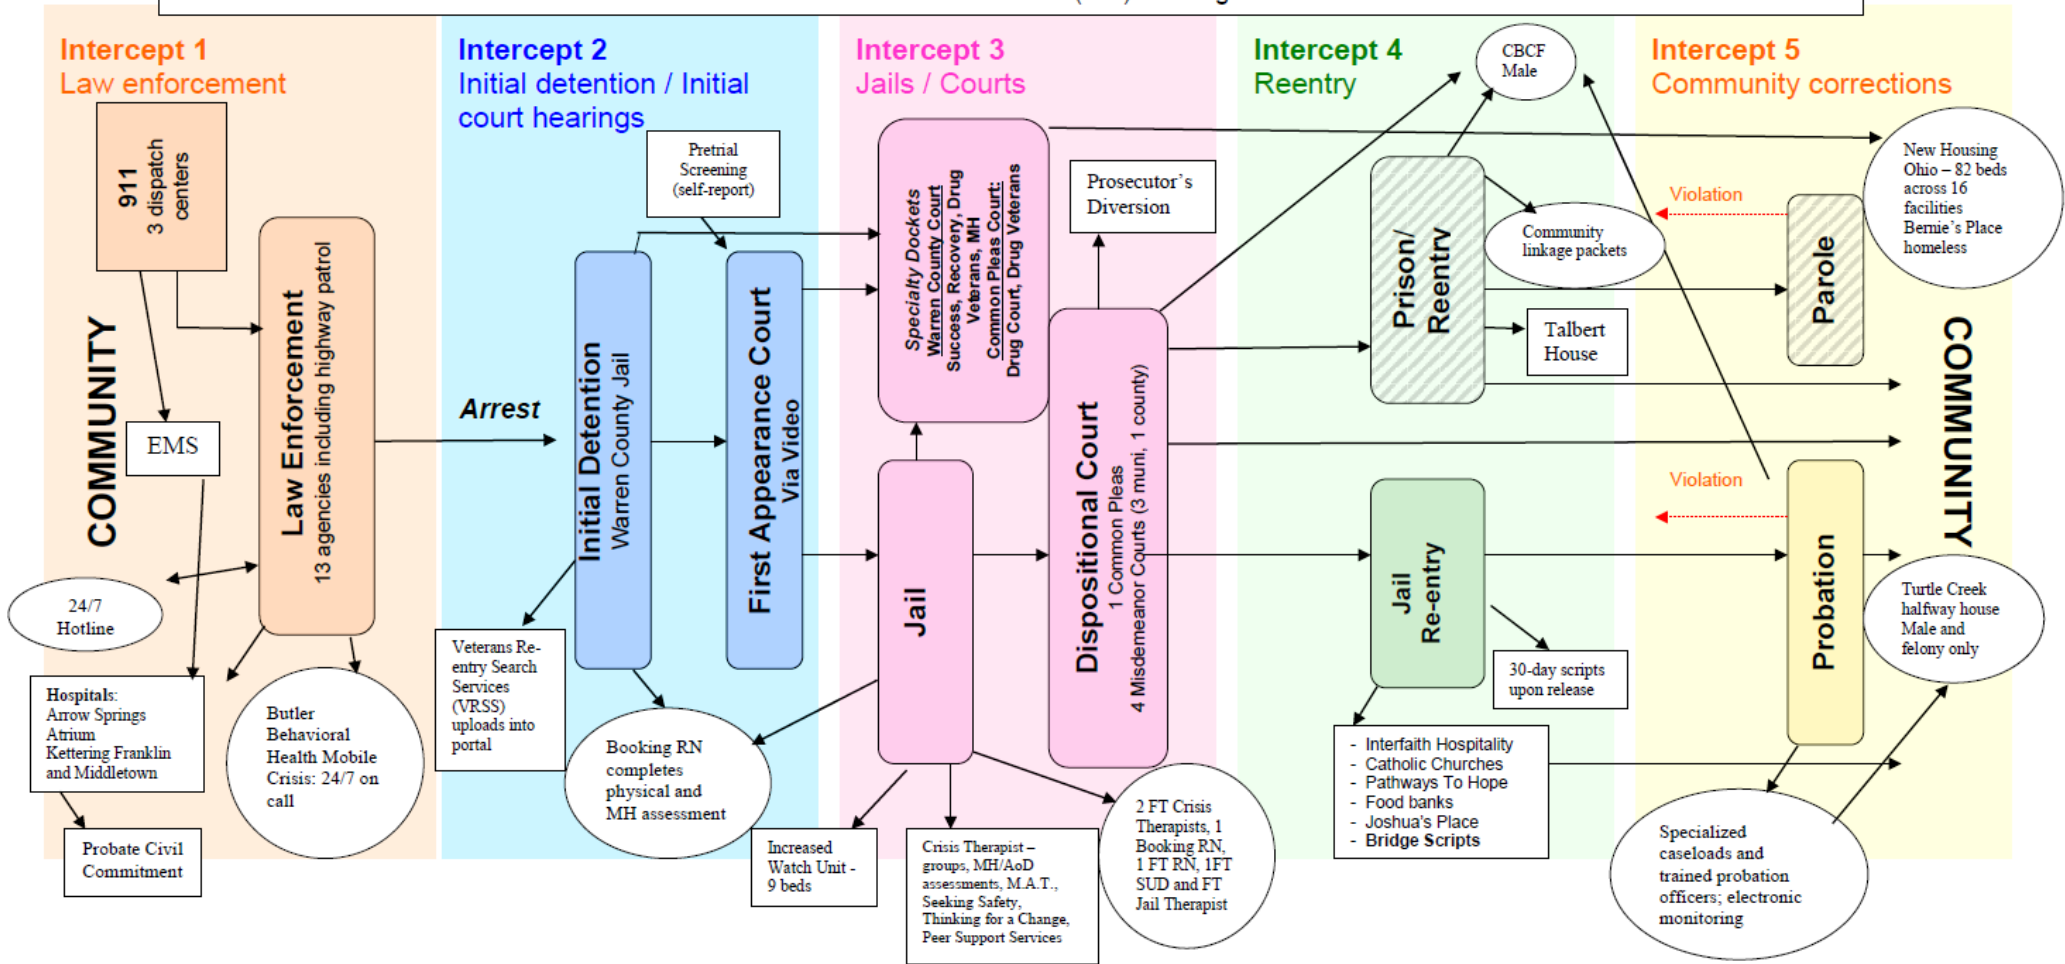 Intercept 1
Law enforcement
911
3 dispatch
centers
COMMUNITY
EMS
Law Enforcement
13 agencies including highway patrol
24/7
Hotline
Hospitals:
Arrow Springs
Atrium
Kettering Franklin
and Middletown
Probate Civil
Commitment
Butler
Behavioral
Health Mobile
Crisis: 24/7 on
call
Intercept 2
Initial detention / Initial
court hearings
Arrest
Pretrial
Screening
(self-report)
Initial Detention
Warren County Jail
First Appearance Court
Via Video
Veterans Re-
entry Search
Services
(VRSS)
uploads into
portal
Booking RN
completes
physical and
MH assessment
Intercept 3
Jails / Courts
Specialty Dockets
Warren County Court
Success, Recovery, Drug
Veterans, MH
Common Pleas Court:
Drug Court, Drug Veterans
Prosecutor's
Diversion
Jail
Dispositional Court
1 Common Pleas
4 Misdemeanor Courts (3 muni, 1 county)
Increased
Watch Unit -
9 beds
Crisis Therapist –
groups, MH/AoD
assessments, M.A.T.,
Seeking Safety,
Thinking for a Change,
Peer Support Services
2 FT Crisis
Therapists, 1
Booking RN,
1 FT RN, 1FT
SUD and FT
Jail Therapist
Intercept 4
Reentry
CBCF
Male
Prison/
Reentry
Community
linkage packets
Talbert
House
Jail
Re-entry
30-day scripts
upon release
- Interfaith Hospitality
- Catholic Churches
- Pathways To Hope
- Food banks
- Joshua's Place
- Bridge Scripts
Intercept 5
Community corrections
Violation
Parole
New Housing
Ohio – 82 beds
across 16
facilities
Bernie's Place
homeless
COMMUNITY
Violation
Probation
Turtle Creek
halfway house
Male and
felony only
Specialized
caseloads and
trained probation
officers; electronic
monitoring